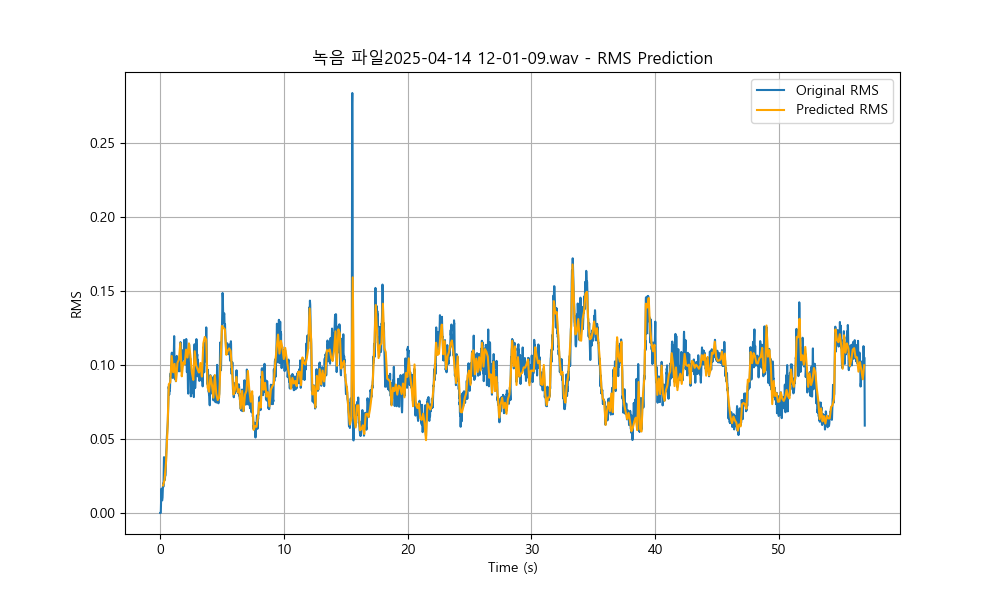 녹음 파일2025-04-14 12-01-09.wav - RMS Prediction
Original RMS
Predicted RMS
0.25
0.20
0.15
0.10
0.05
0.00
RMS
0 10 20 30 40 50
Time (s)